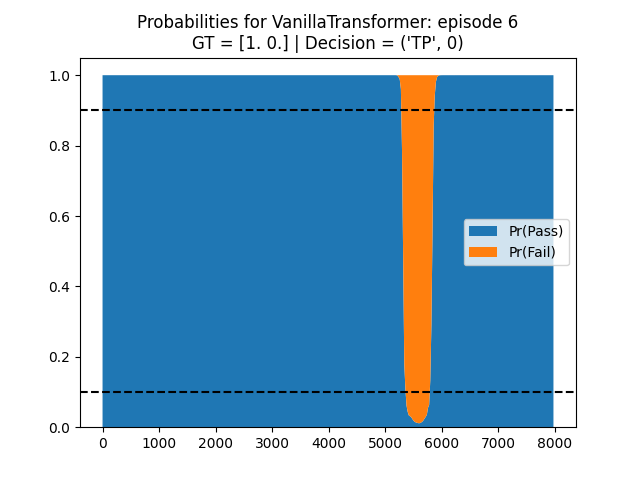 Probabilities for VanillaTransformer: episode 6
GT = [1. 0.] | Decision = ('TP', 0)
1.0
0.8
0.6
0.4
0.2
0.0
Pr(Pass)
Pr(Fail)
0 1000 2000 3000 4000 5000 6000 7000 8000